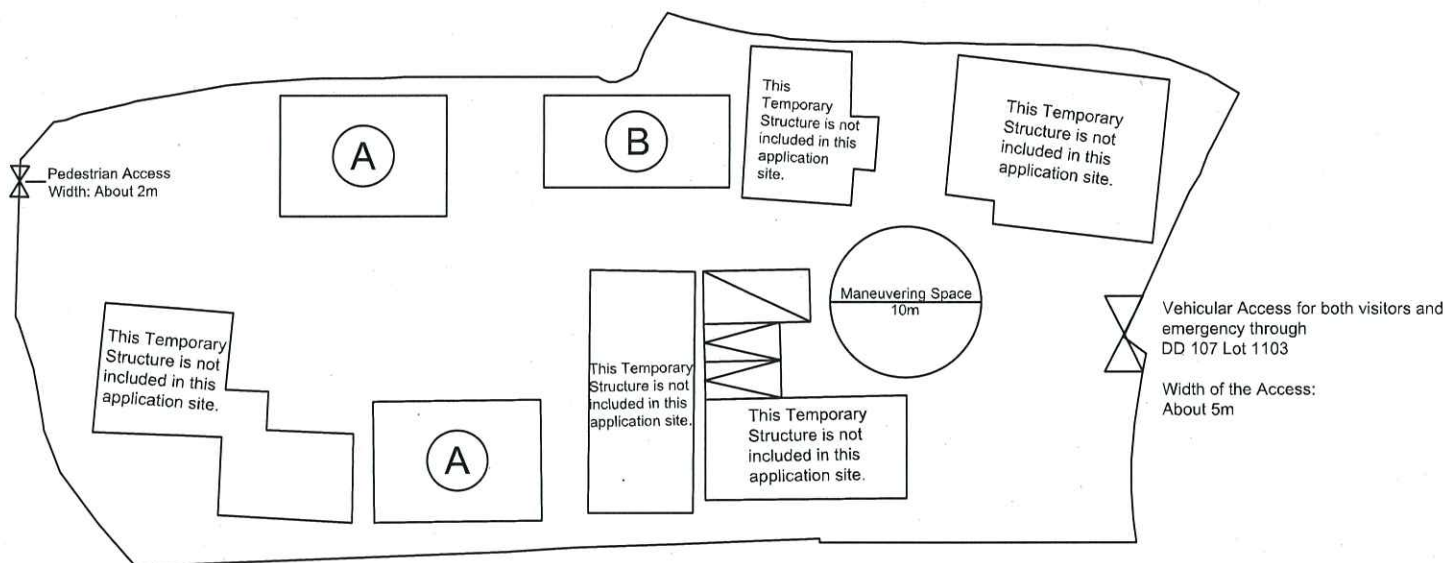 This
Temporary
Structure is not
included in this
application
site.
This Temporary
Structure is not
included in this
application site.
A
B
Pedestrian Access
Width: About 2m
Maneuvering Space
10m
Vehicular Access for both visitors and
emergency through
DD 107 Lot 1103
Width of the Access:
About 5m
This Temporary
Structure is not
included in this
application site.
This Temporary
Structure is not
included in this
application site.
This Temporary
Structure is not
included in this
application site.
A